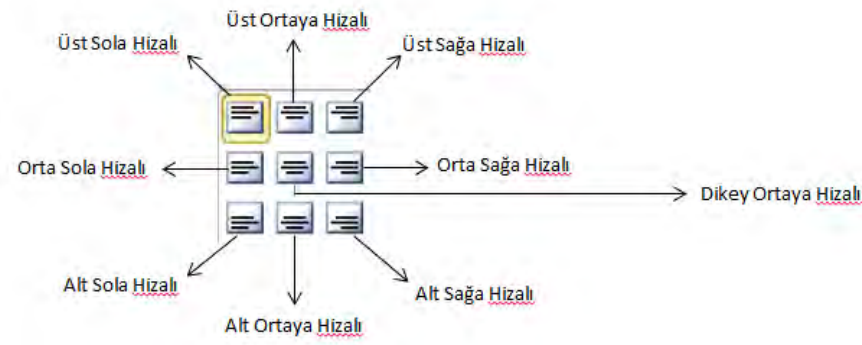 Üst Ortaya Hizalı
Üst Sola Hizalı
Üst Sağa Hizalı
Orta Sola Hizalı
Orta Sağa Hizalı
Dikey Ortaya Hizalı
Alt Sola Hizalı
Alt Sağa Hizalı
Alt Ortaya Hizalı